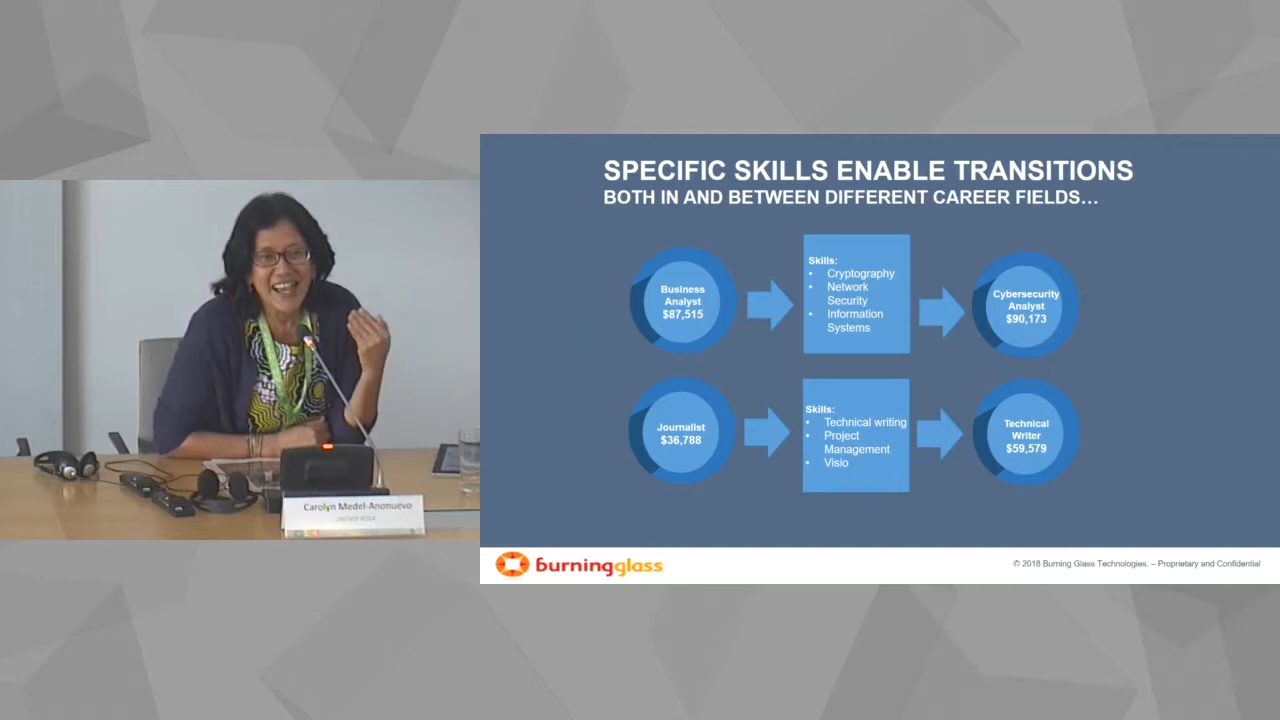 SPECIFIC SKILLS ENABLE TRANSITIONS
BOTH IN AND BETWEEN DIFFERENT CAREER FIELDS…
Business
Analyst
$87,515
Skills:
• Cryptography
• Network
Security
• Information
Systems
Cybersecurity
Analyst
$90,173
Journalist
$36,788
Skills:
• Technical writing
• Project
Management
• Visio
Technical
Writer
$59,579
burningglass
© 2018 Burning Glass Technologies. – Proprietary and Confidential
Carolyn Medel-Anonuevo
UNESCO ROSA